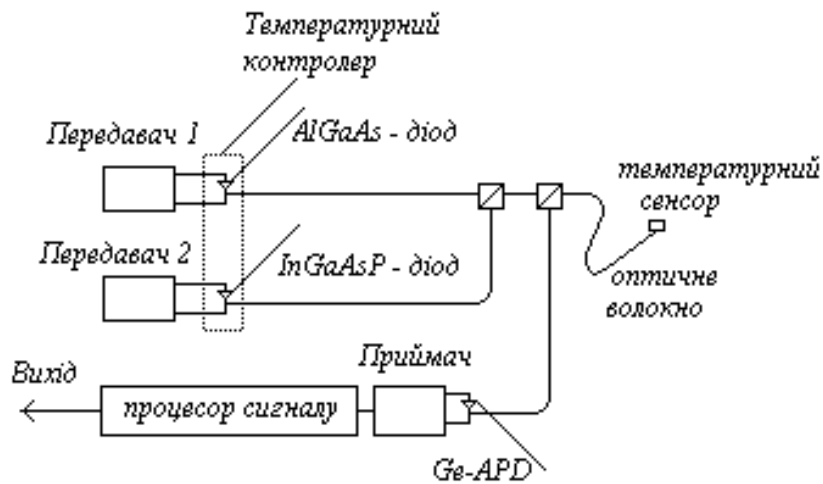 Температурний
контролер
Передавач 1
AlGaAs - діод
температурний
сенсор
Передавач 2
InGaAsP - діод
оптичне
волокно
Приймач
Вихід
процесор сигналу
Ge-APD